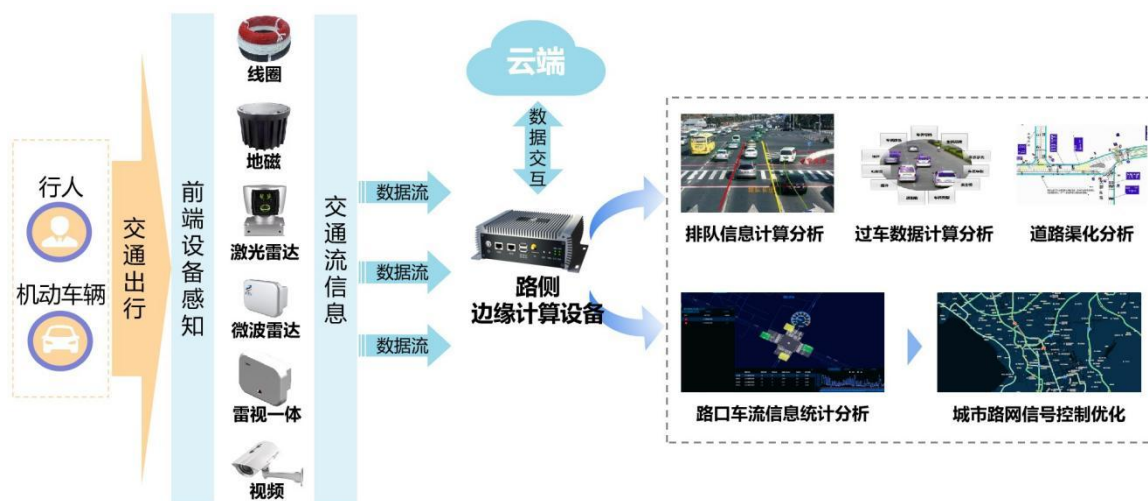 行人
机动车辆
交通出行
前端设备感知
线圈
地磁
激光雷达
微波雷达
雷视一体
视频
交通流信息
数据流
数据流
数据流
云端
数据交互
路侧
边缘计算设备
排队信息计算分析
过车数据计算分析
道路渠化分析
路口车流信息统计分析
城市路网信号控制优化